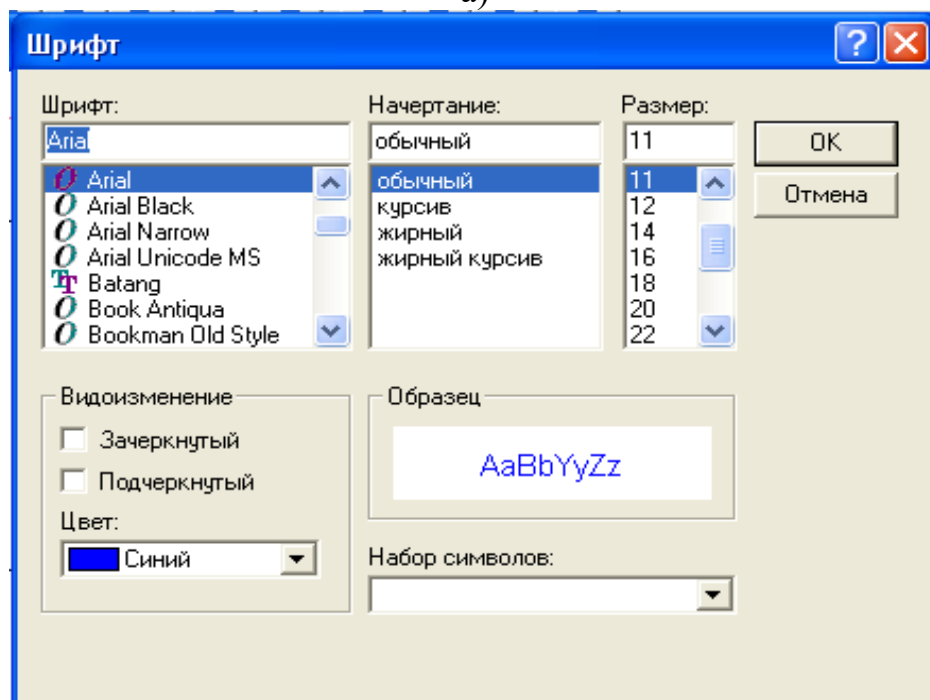 а)
Шрифт
Шрифт: Начертание: Размер:
Arial обычный 11 OK
Arial обычный 11 Отмена
Arial Black курсив 12
Arial Narrow жирный 14
Arial Unicode MS жирный курсив 16
Batang 18
Book Antiqua 20
Bookman Old Style 22
Видоизменение Образец
Зачеркнутый
AaBbYyZz
Подчеркнутый
Цвет:
Синий
Набор символов: